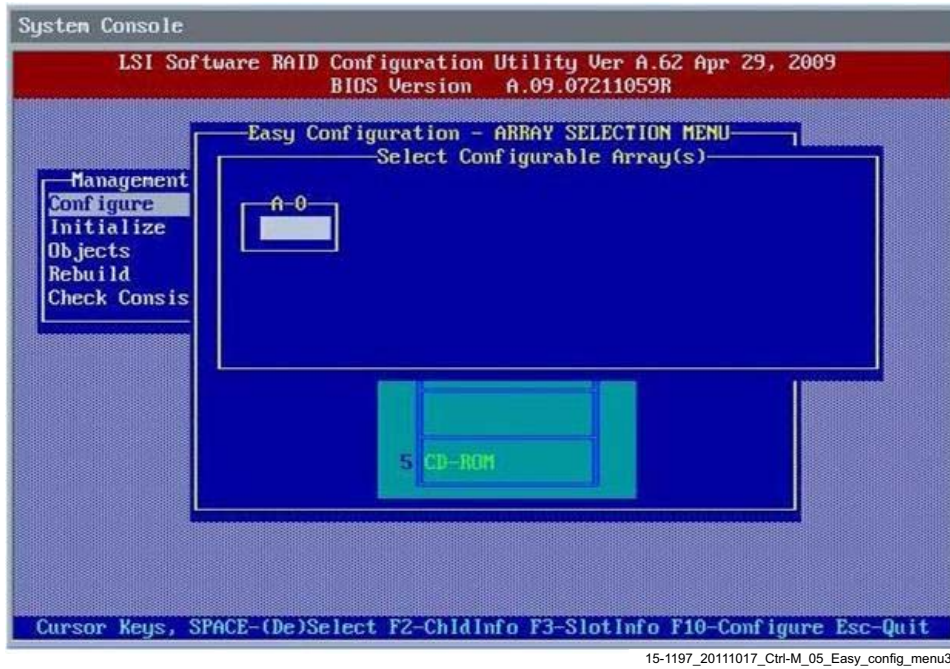 System Console
LSI Software RAID Configuration Utility Ver A.62 Apr 29, 2009
BIOS Version A.09.07211059R
Easy Configuration - ARRAY SELECTION MENU
Select Configurable Array(s)
Management
Configure
Initialize
Objects
Rebuild
Check Consis
A-0
5 CD-ROM
Cursor Keys, SPACE-(De)Select F2-ChIdInfo F3-SlotInfo F10-Configure Esc-Quit
15-1197_20111017_Ctrl-M_05_Easy_config_menu3